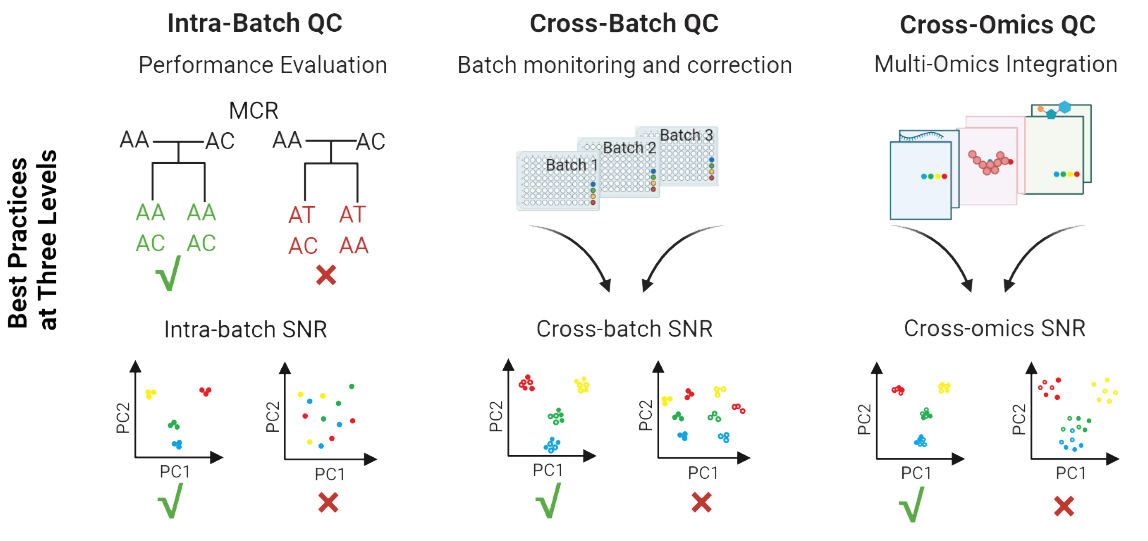 Intra-Batch QC
Cross-Batch QC
Cross-Omics QC
Performance Evaluation
Batch monitoring and correction
Multi-Omics Integration
Best Practices
at Three Levels
MCR
AA AC
AA AC
AA AA
AC AC
√
AT AT
AC AA
×
Batch 1
Batch 2
Batch 3
Intra-batch SNR
Cross-batch SNR
Cross-omics SNR
PC2
PC1
√
PC2
PC1
×
PC2
PC1
√
PC2
PC1
×
PC2
PC1
√
PC2
PC1
×